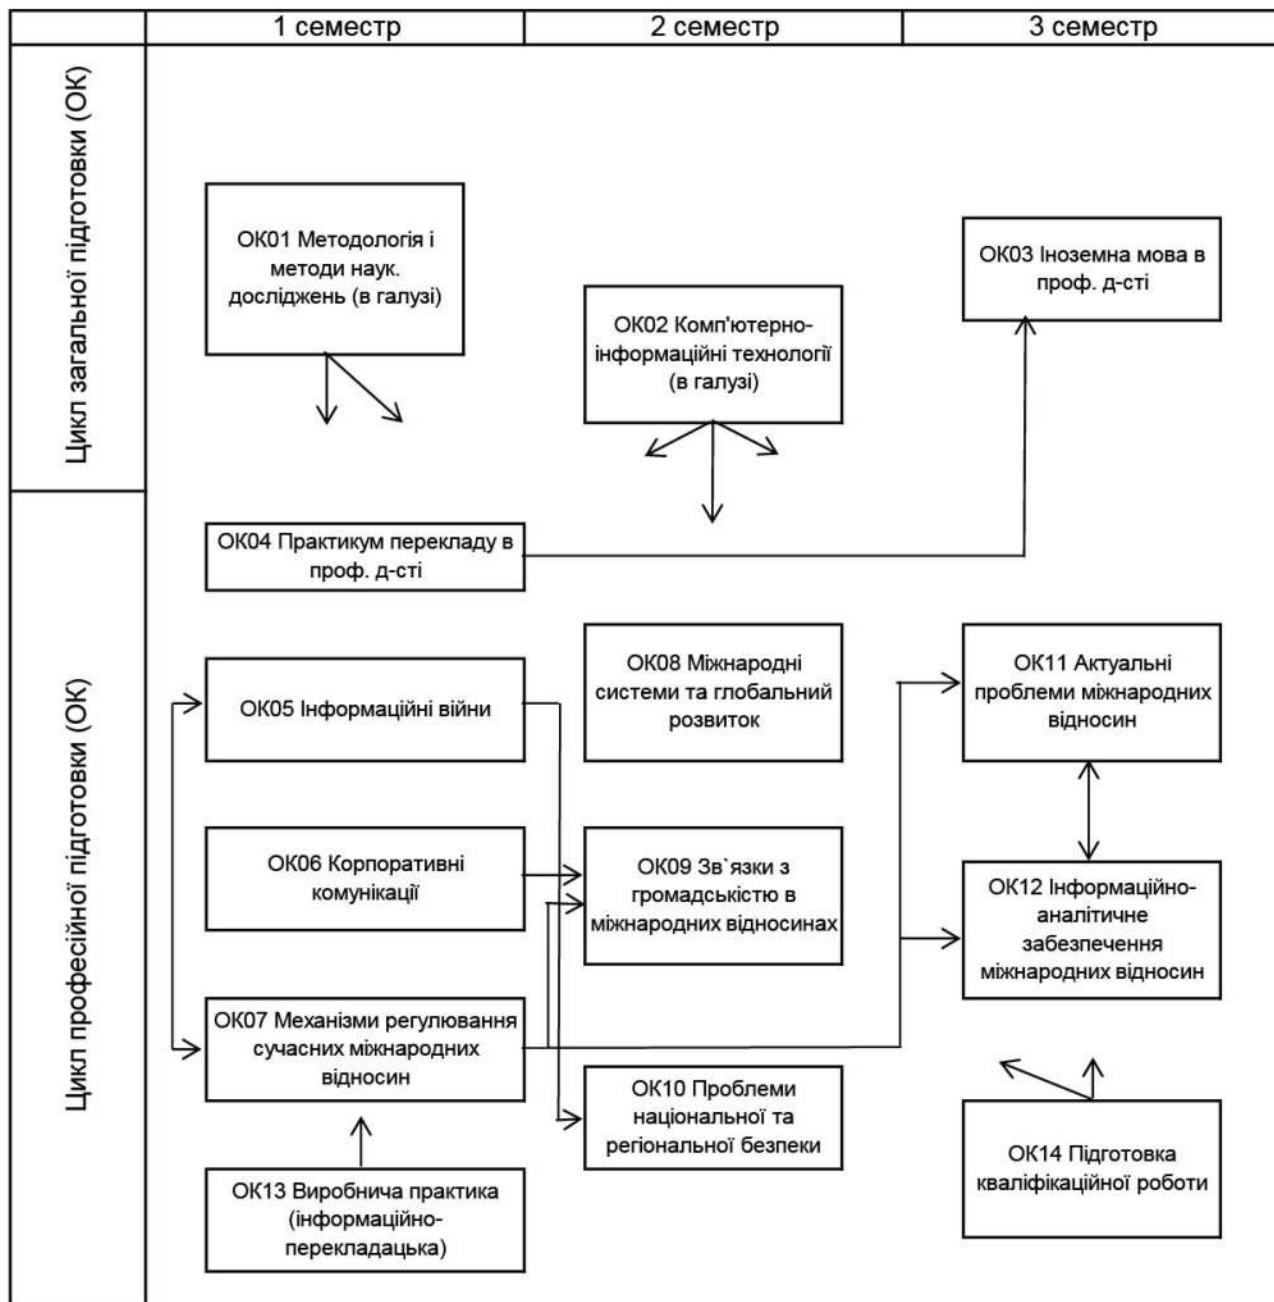 1 семестр
2 семестр
3 семестр
Цикл загальної підготовки (ОК)
ОК01 Методологія і
методи наук.
досліджень (в галузі)
ОК02 Комп'ютерно-
інформаційні технології
(в галузі)
ОК03 Іноземна мова в
проф. д-сті
Цикл професійної підготовки (ОК)
ОК04 Практикум перекладу в
проф. д-сті
ОК05 Інформаційні війни
ОК06 Корпоративні
комунікації
ОК07 Механізми регулювання
сучасних міжнародних
відносин
ОК13 Виробнича практика
(інформаційно-
перекладацька)
ОК08 Міжнародні
системи та глобальний
розвиток
ОК09 Зв`язки з
громадськістю в
міжнародних відносинах
ОК10 Проблеми
національної та
регіональної безпеки
ОК11 Актуальні
проблеми міжнародних
відносин
ОК12 Інформаційно-
аналітичне
забезпечення
міжнародних відносин
ОК14 Підготовка
кваліфікаційної роботи